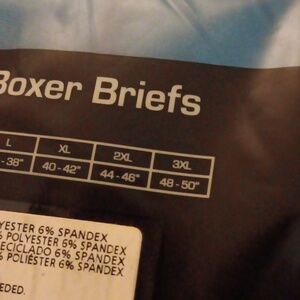 Boxer Briefs
L XL 2XL 3XL
-38" 40-42" 44-46" 48-50"
YESTER 6% SPANDEX
% POLYESTER 6% SPANDEX
RECICLADO 6% SPANDEX
% POLIÉSTER 6% SPANDEX
EDED.